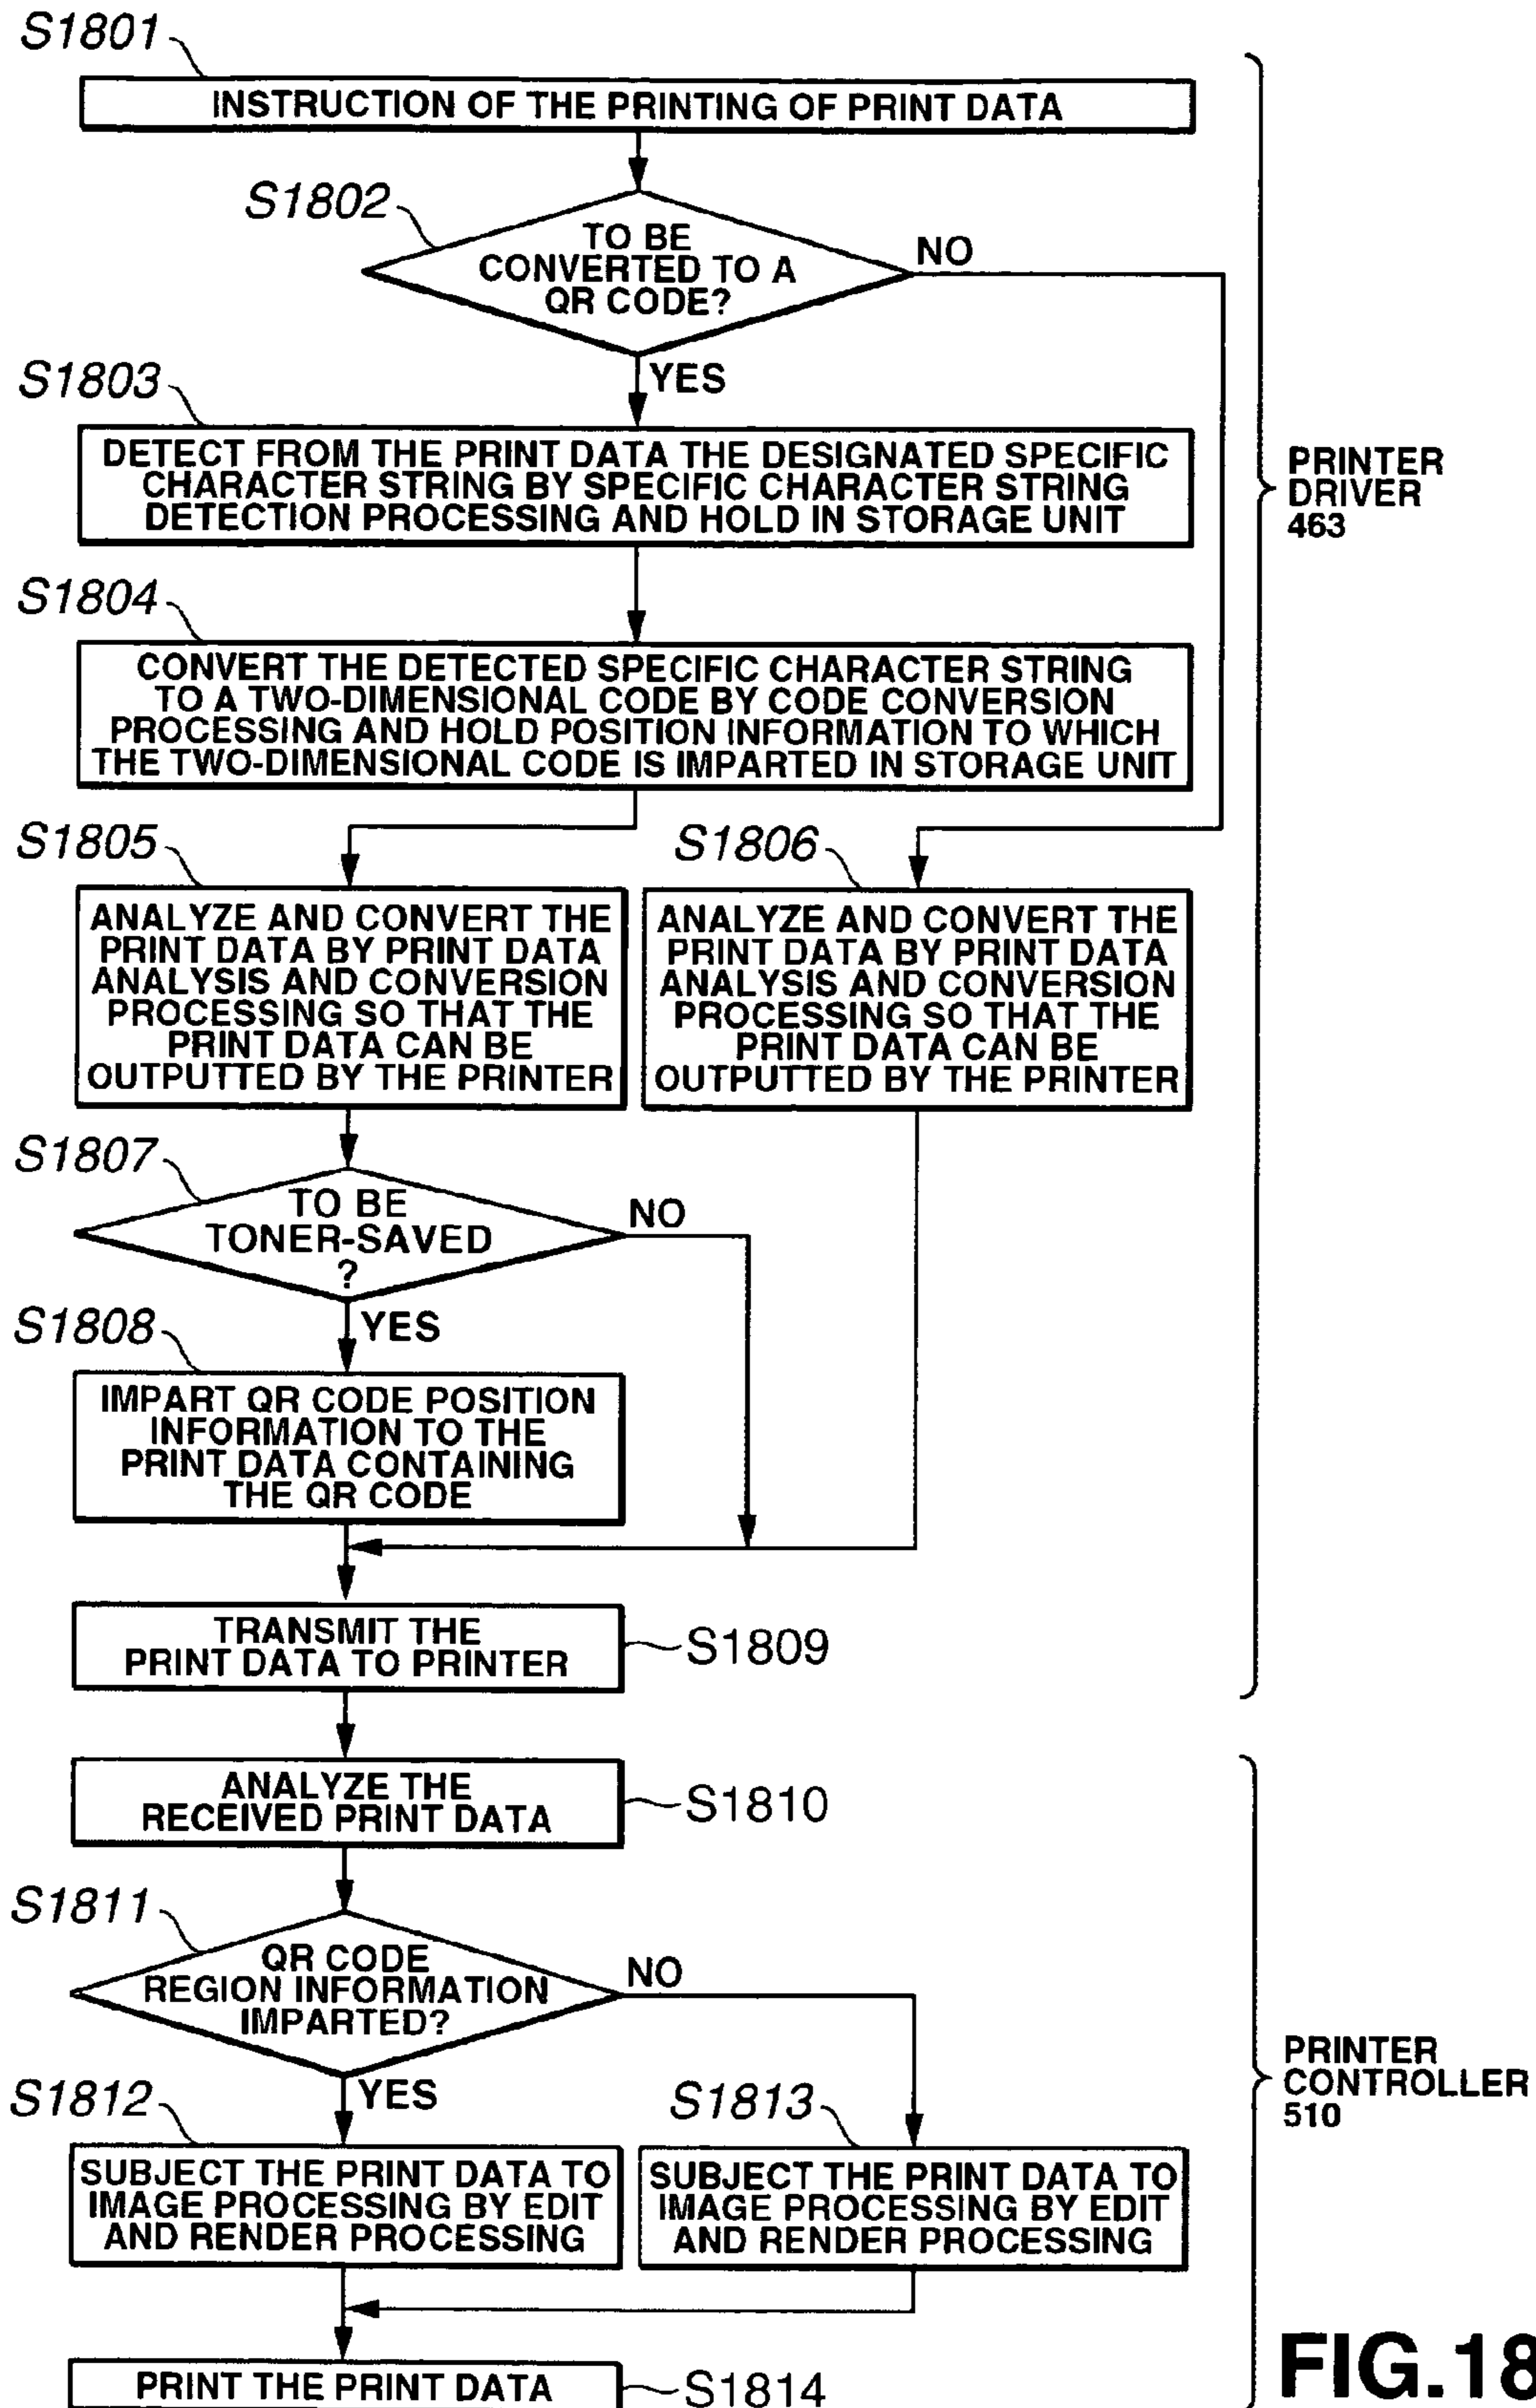 S1801
INSTRUCTION OF THE PRINTING OF PRINT DATA
S1802
TO BE
CONVERTED TO A
QR CODE?
NO
YES
S1803
DETECT FROM THE PRINT DATA THE DESIGNATED SPECIFIC
CHARACTER STRING BY SPECIFIC CHARACTER STRING
DETECTION PROCESSING AND HOLD IN STORAGE UNIT
PRINTER
DRIVER
463
S1804
CONVERT THE DETECTED SPECIFIC CHARACTER STRING
TO A TWO-DIMENSIONAL CODE BY CODE CONVERSION
PROCESSING AND HOLD POSITION INFORMATION TO WHICH
THE TWO-DIMENSIONAL CODE IS IMPARTED IN STORAGE UNIT
S1805
ANALYZE AND CONVERT THE
PRINT DATA BY PRINT DATA
ANALYSIS AND CONVERSION
PROCESSING SO THAT THE
PRINT DATA CAN BE
OUTPUTTED BY THE PRINTER
S1806
ANALYZE AND CONVERT THE
PRINT DATA BY PRINT DATA
ANALYSIS AND CONVERSION
PROCESSING SO THAT THE
PRINT DATA CAN BE
OUTPUTTED BY THE PRINTER
S1807
TO BE
TONER-SAVED
?
NO
YES
S1808
IMPART QR CODE POSITION
INFORMATION TO THE
PRINT DATA CONTAINING
THE QR CODE
TRANSMIT THE
PRINT DATA TO PRINTER
S1809
ANALYZE THE
RECEIVED PRINT DATA
S1810
S1811
QR CODE
REGION INFORMATION
IMPARTED?
NO
YES
PRINTER
CONTROLLER
510
S1812
SUBJECT THE PRINT DATA TO
IMAGE PROCESSING BY EDIT
AND RENDER PROCESSING
S1813
SUBJECT THE PRINT DATA TO
IMAGE PROCESSING BY EDIT
AND RENDER PROCESSING
PRINT THE PRINT DATA
S1814
FIG.18